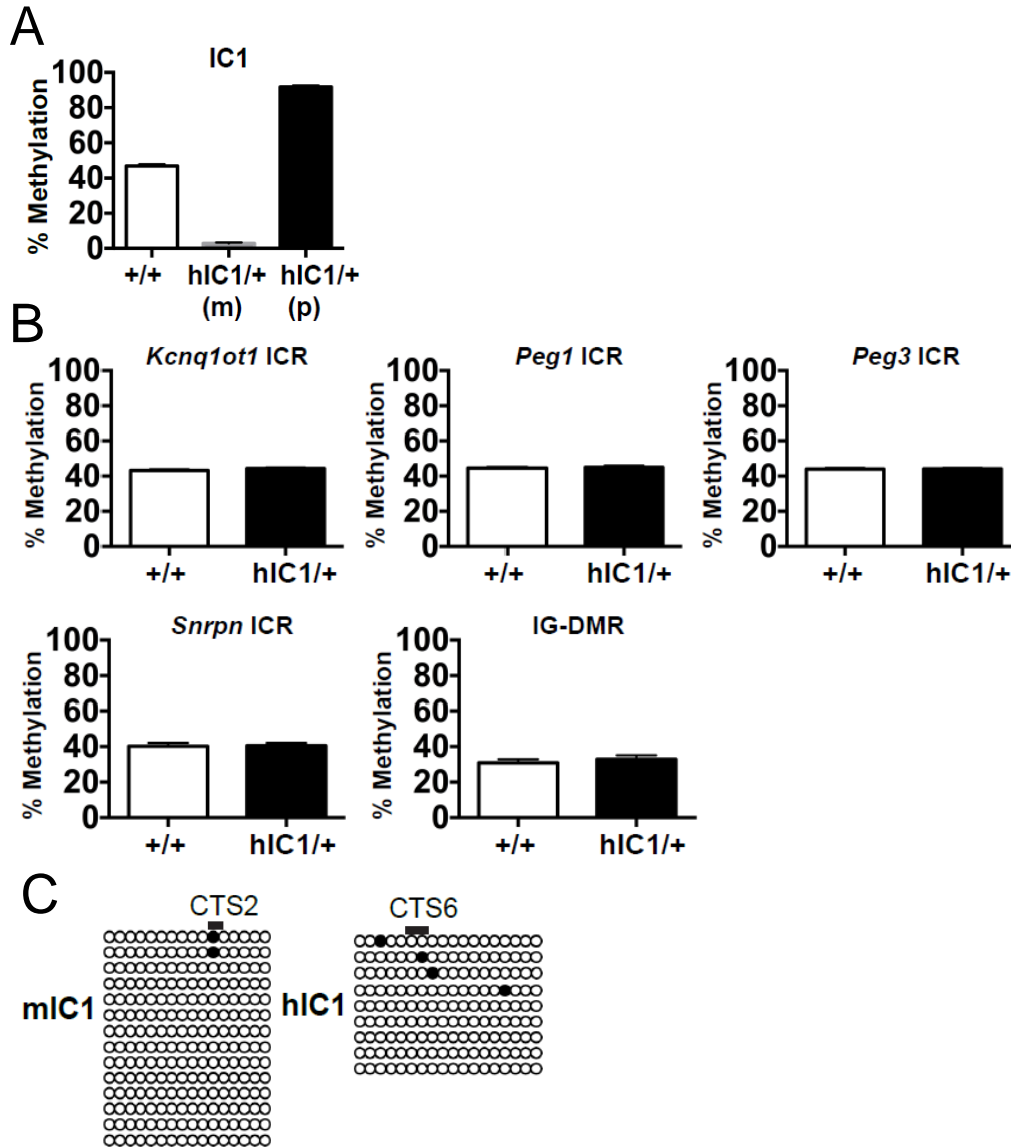 A
IC1
% Methylation
100
80
60
40
20
0
+/+
hIC1/+
(m)
hIC1/+
(p)
B
Kcnq1ot1 ICR
% Methylation
100
80
60
40
20
0
+/+
hIC1/+
Peg1 ICR
% Methylation
100
80
60
40
20
0
+/+
hIC1/+
Peg3 ICR
% Methylation
100
80
60
40
20
0
+/+
hIC1/+
Snrpn ICR
% Methylation
100
80
60
40
20
0
+/+
hIC1/+
IG-DMR
% Methylation
100
80
60
40
20
0
+/+
hIC1/+
C
CTS2
mIC1
CTS6
hIC1